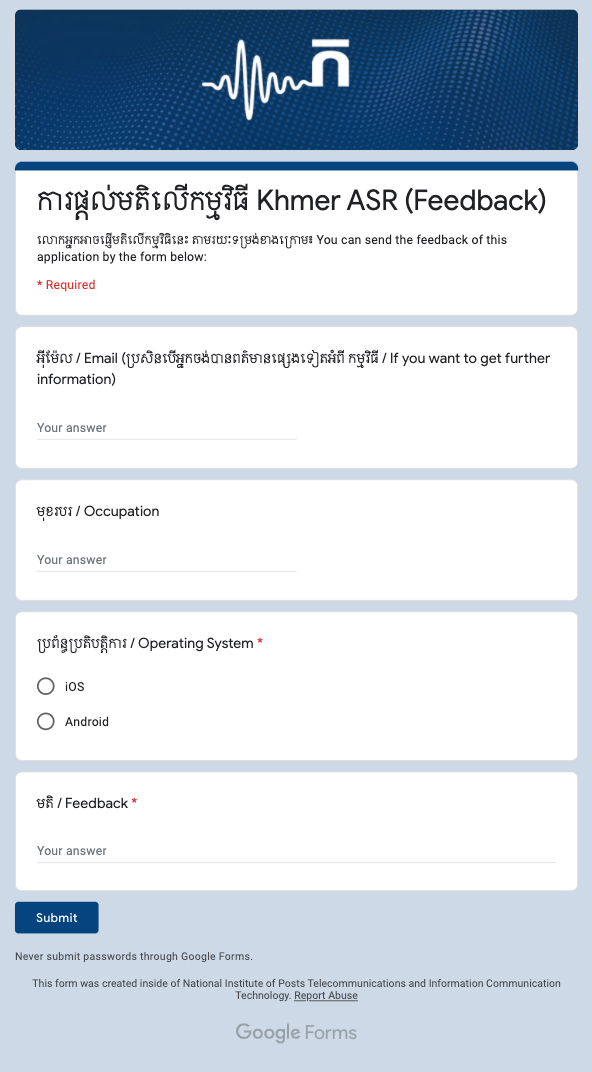 ក
ការផ្តល់មតិលើកម្មវិធី Khmer ASR (Feedback)
លោកអ្នកអាចផ្ញើមតិលើកម្មវិធីនេះ តាមរយៈទម្រង់ខាងក្រោម៖ You can send the feedback of this
application by the form below:
* Required
អ៊ីម៉ែល / Email (ប្រសិនបើអ្នកចង់បានពត៌មានផ្សេងទៀតអំពី កម្មវិធី / If you want to get further
information)
Your answer
មុខរបរ / Occupation
Your answer
ប្រព័ន្ធប្រតិបត្តិការ / Operating System *
iOS
Android
មតិ / Feedback *
Your answer
Submit
Never submit passwords through Google Forms.
This form was created inside of National Institute of Posts Telecommunications and Information Communication
Technology. Report Abuse
Google Forms